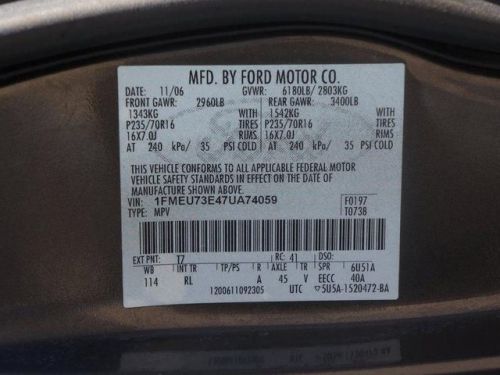 MFD. BY FORD MOTOR CO.
DATE: 11/06 GVWR: 6180LB/ 2803KG
FRONT GAWR: 2960LB REAR GAWR: 3400LB
1343KG WITH 1542KG WITH
P235/70R16 TIRES P235/70R16 TIRES
16X7.0J RIMS 16X7.0J RIMS
AT 240 kPa/ 35 PSI COLD AT 240 kPa/ 35 PSI COLD
THIS VEHICLE CONFORMS TO ALL APPLICABLE FEDERAL MOTOR
VEHICLE SAFETY STANDARDS IN EFFECT ON THE DATE OF
MANUFACTURE SHOWN ABOVE.
VIN: 1FMEU73E47UA74059 F0197
TYPE: MPV T0738
EXT PNT: T7 RC: 41 DSO:
WB INT TR TP/PS R AXLE TR SPR 6U51A
114 RL A 45 V EECC 40A
1200611092305 UTC 5U5A-1520472-BA